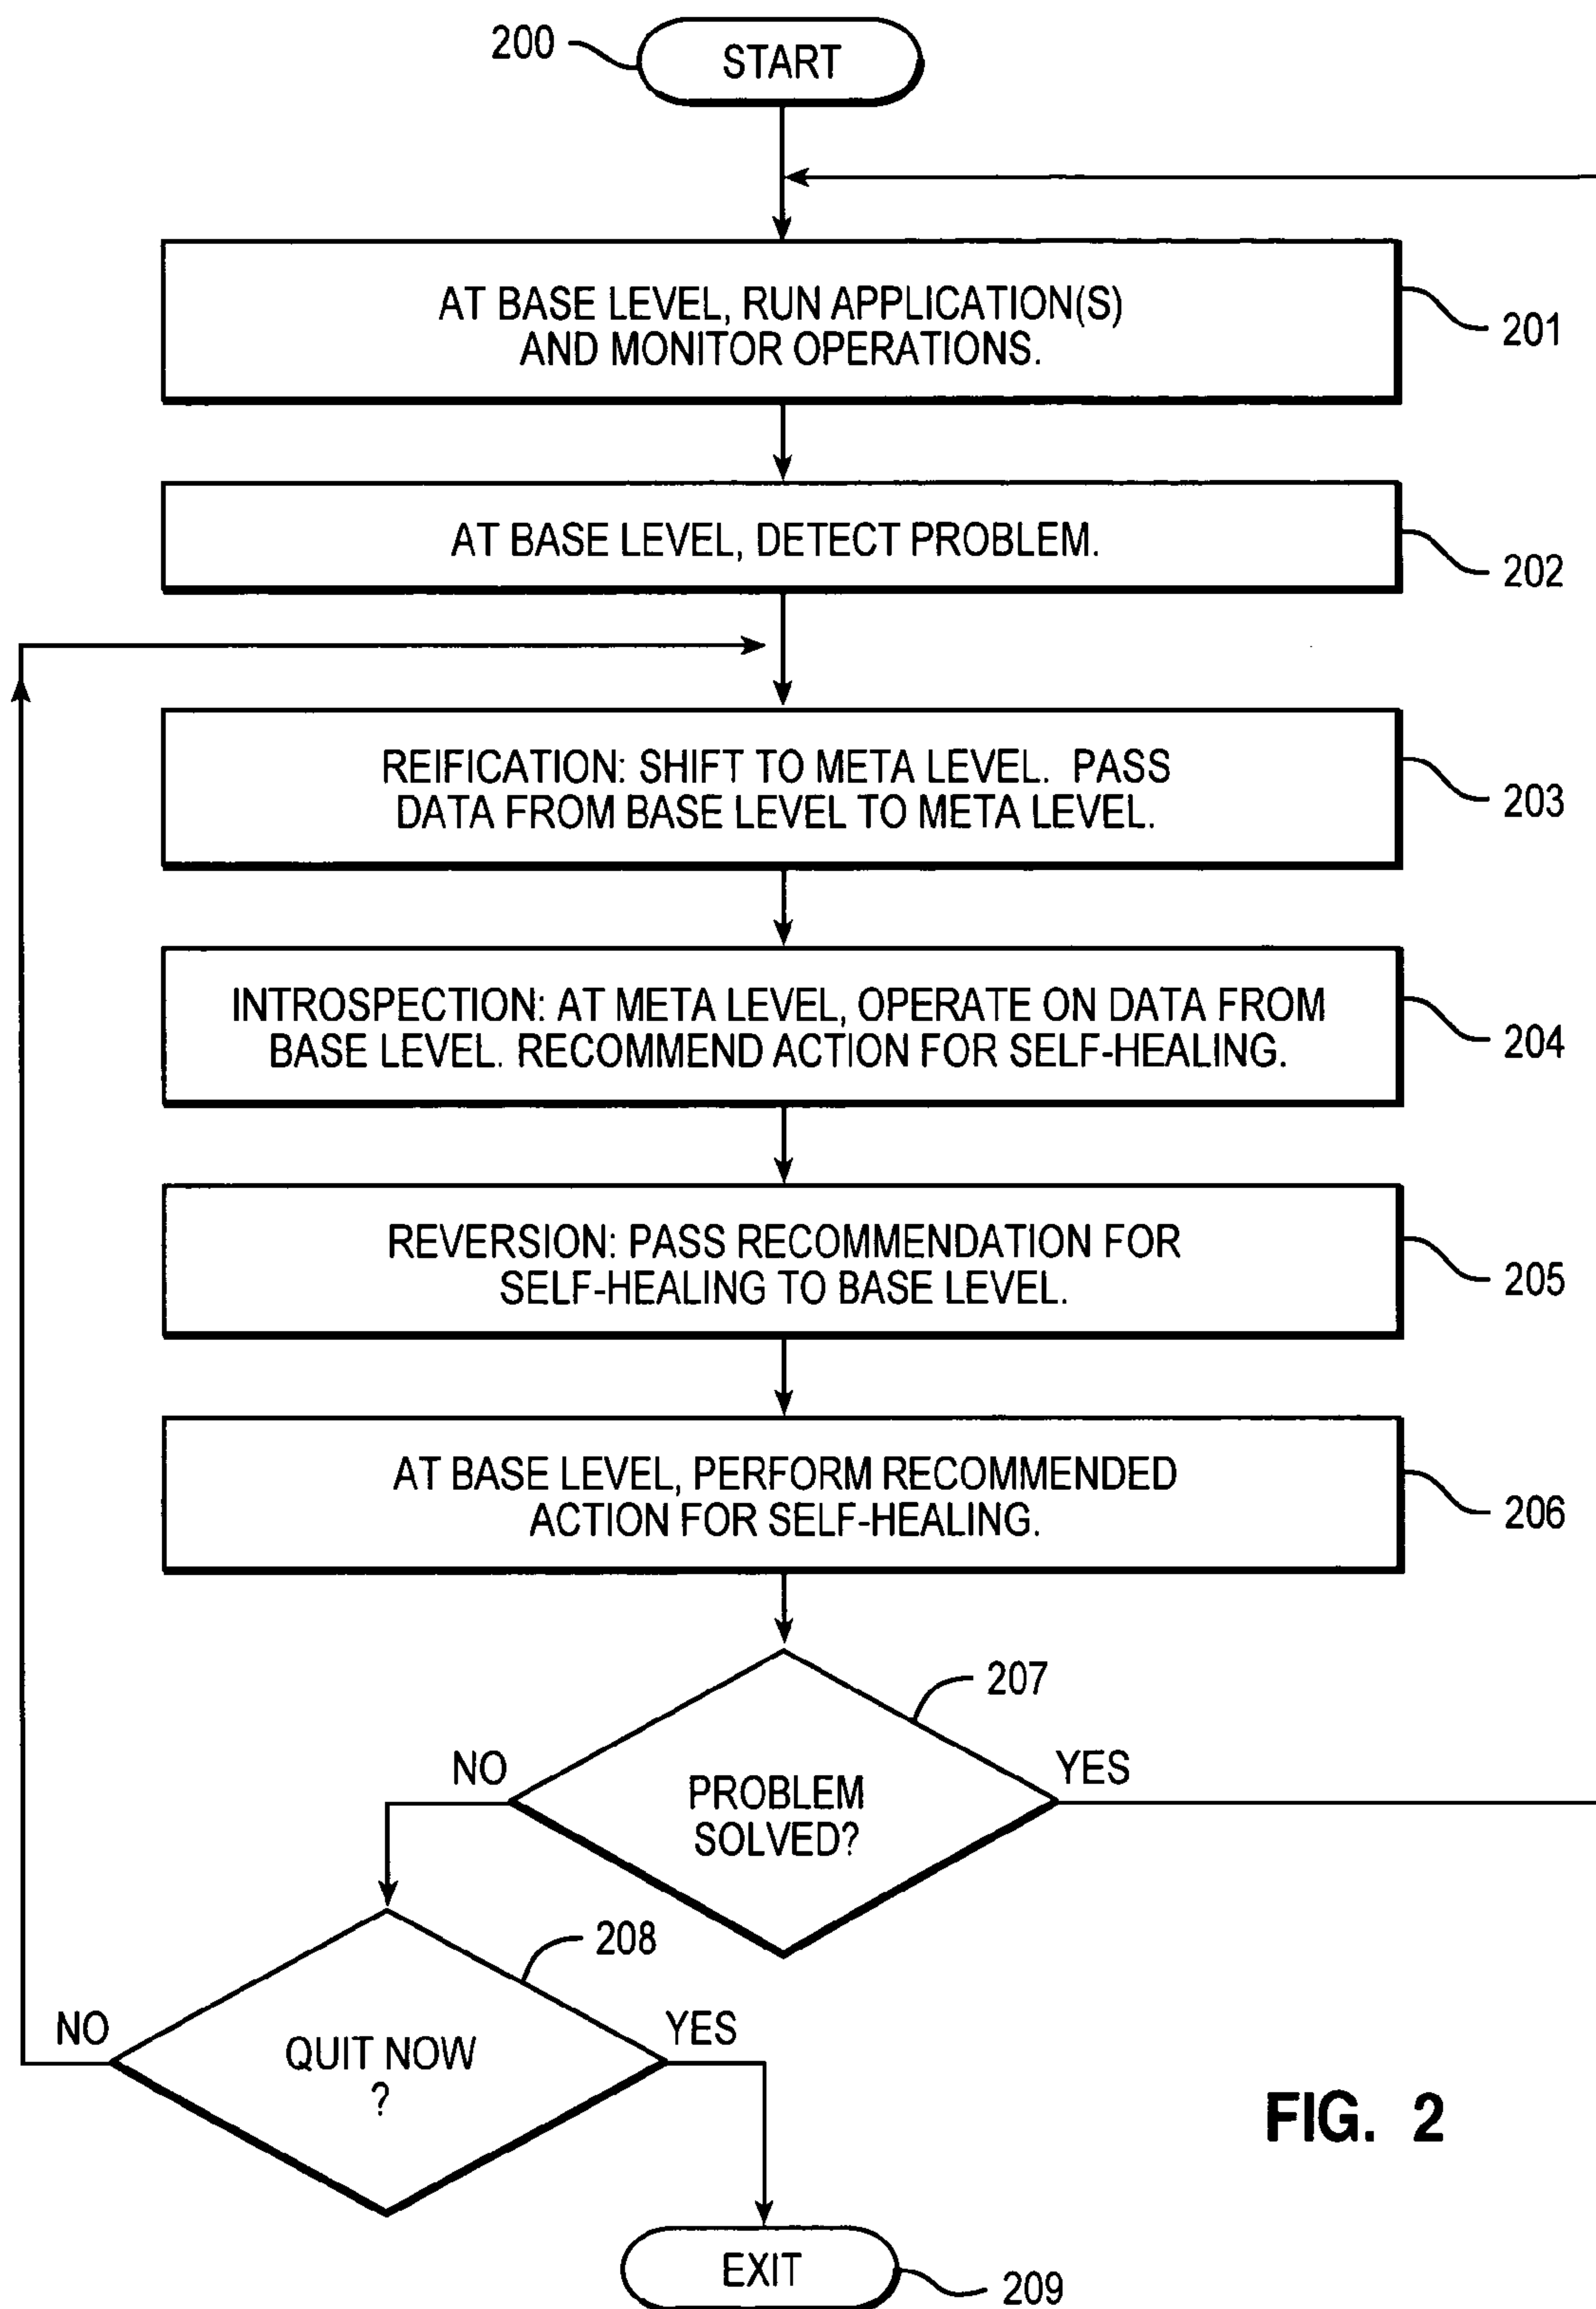 200
START
AT BASE LEVEL, RUN APPLICATION(S)
AND MONITOR OPERATIONS.
201
AT BASE LEVEL, DETECT PROBLEM.
202
REIFICATION: SHIFT TO META LEVEL. PASS
DATA FROM BASE LEVEL TO META LEVEL.
203
INTROSPECTION: AT META LEVEL, OPERATE ON DATA FROM
BASE LEVEL. RECOMMEND ACTION FOR SELF-HEALING.
204
REVERSION: PASS RECOMMENDATION FOR
SELF-HEALING TO BASE LEVEL.
205
AT BASE LEVEL, PERFORM RECOMMENDED
ACTION FOR SELF-HEALING.
206
207
NO
YES
PROBLEM
SOLVED?
208
NO
YES
QUIT NOW
?
FIG. 2
EXIT
209